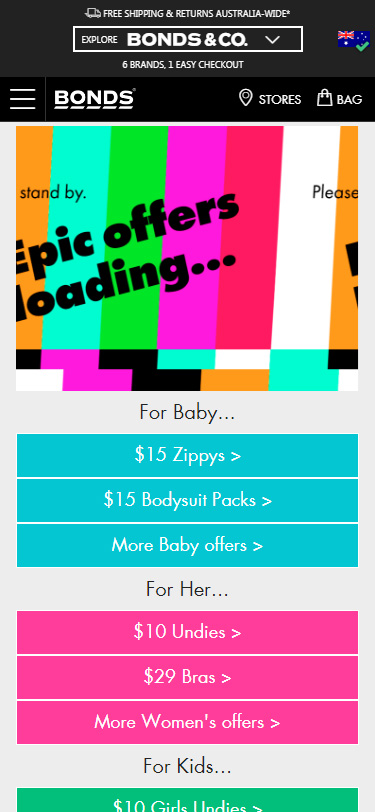 FREE SHIPPING & RETURNS AUSTRALIA-WIDE*
EXPLORE BONDS & CO.
6 BRANDS, 1 EASY CHECKOUT
BONDS
STORES
BAG
stand by.
Please
Epic offers
loading...
For Baby...
$15 Zippys >
$15 Bodysuit Packs >
More Baby offers >
For Her...
$10 Undies >
$29 Bras >
More Women's offers >
For Kids...
$10 Girls Undies >